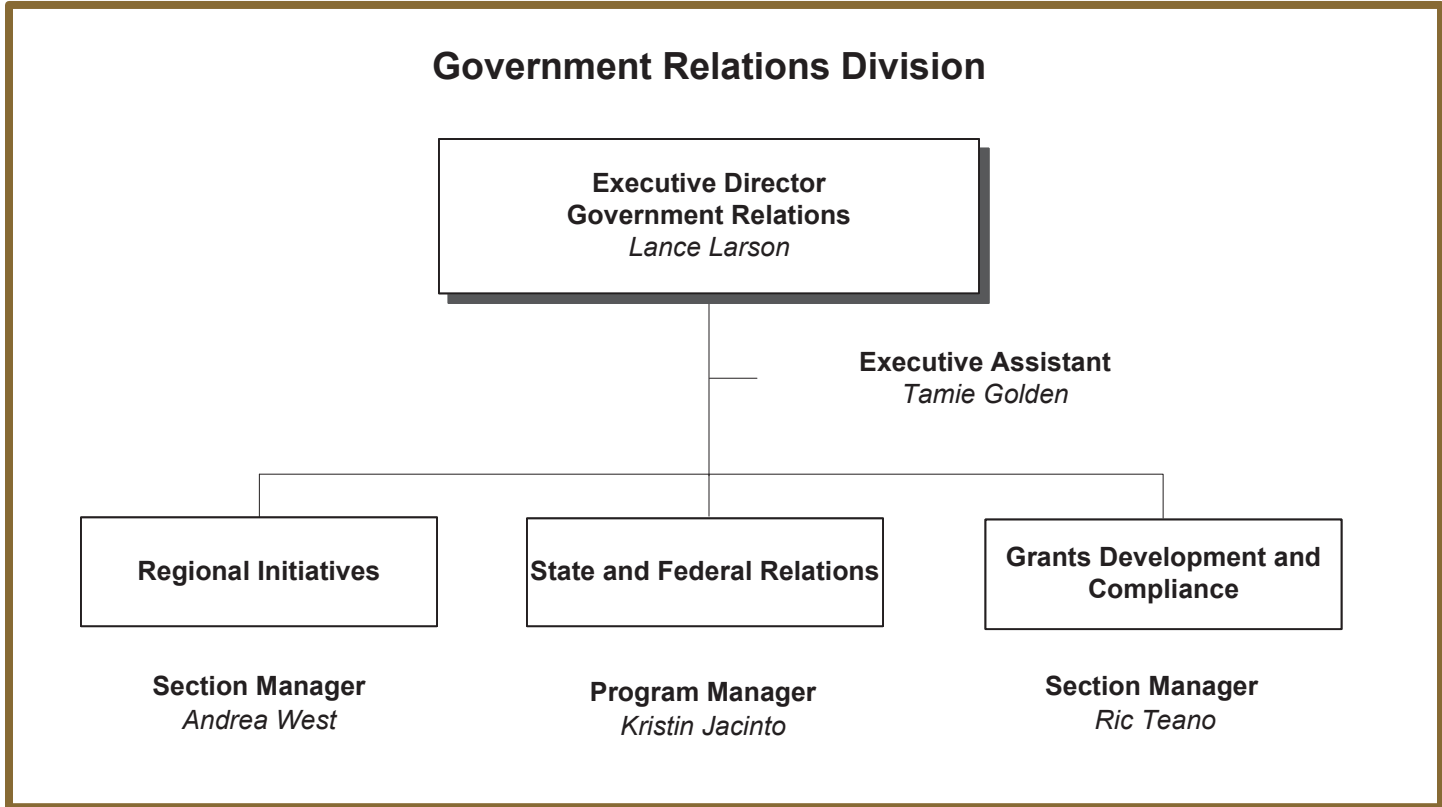 Government Relations Division
Executive Director
Government Relations
Lance Larson
Executive Assistant
Tamie Golden
Regional Initiatives
State and Federal Relations
Grants Development and
Compliance
Section Manager
Andrea West
Program Manager
Kristin Jacinto
Section Manager
Ric Teano